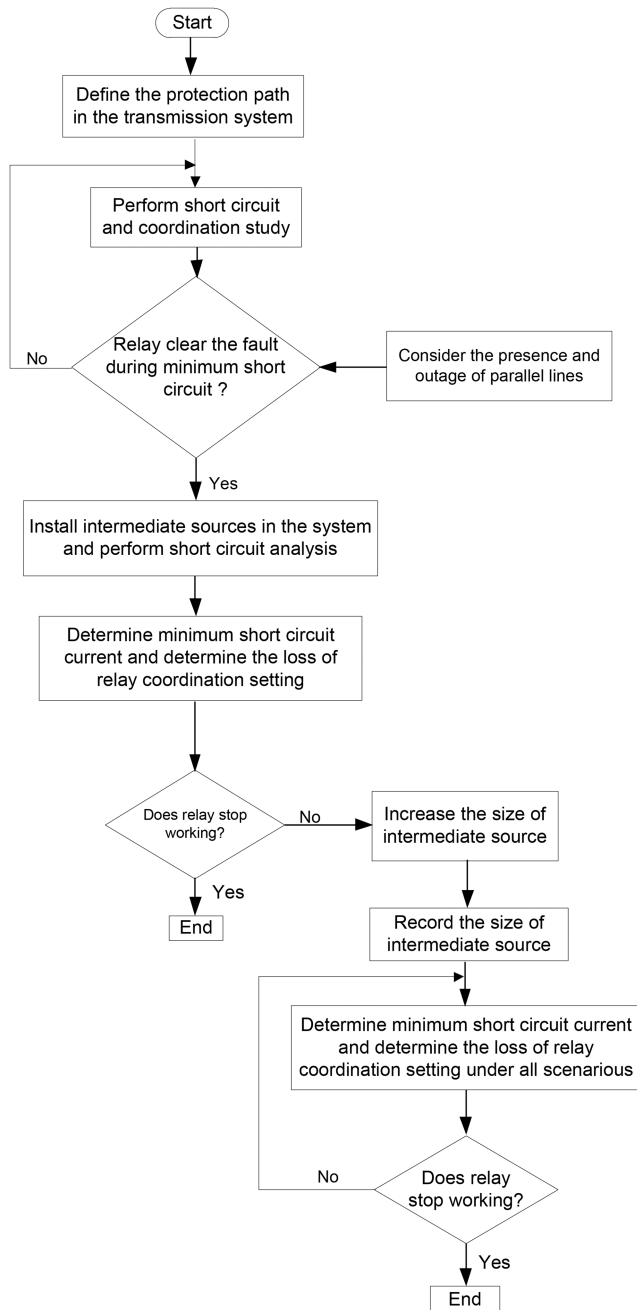 Start
Define the protection path
in the transmission system
Perform short circuit
and coordination study
Relay clear the fault
during minimum short
circuit ?
No
Consider the presence and
outage of parallel lines
Yes
Install intermediate sources in the system
and perform short circuit analysis
Determine minimum short circuit
current and determine the loss of
relay coordination setting
Does relay stop
working?
No
Increase the size of
intermediate source
Yes
End
Record the size of
intermediate source
Determine minimum short circuit current
and determine the loss of relay
coordination setting under all scenarious
No
Does relay
stop working?
Yes
End